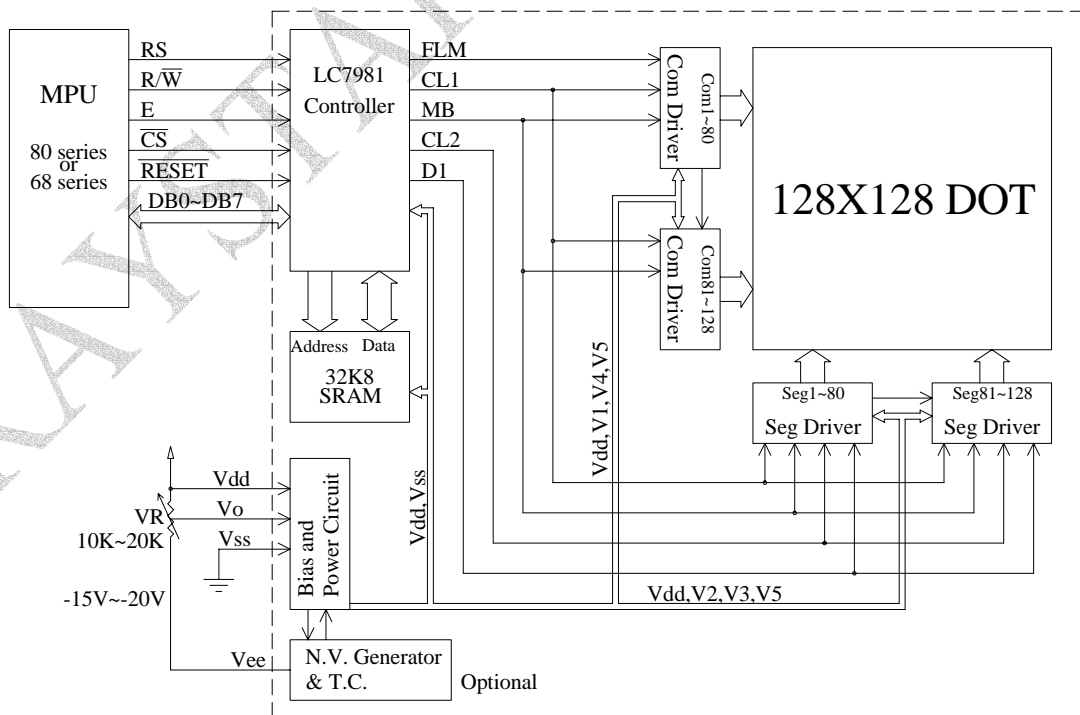 MPU
80 series
or
68 series
RS
R/W̅
E
C̅S̅
R̅E̅S̅E̅T̅
DB0~DB7
LC7981
Controller
FLM
CL1
MB
CL2
D1
Com Driver
Com1~80
Com Driver
Com81~128
128X128 DOT
Address Data
32K8
SRAM
Vdd,Vss
Vdd,V1,V4,V5
Seg1~80
Seg Driver
Seg81~128
Seg Driver
Vdd
Vo
VR
10K~20K
Vss
Bias and
Power Circuit
-15V~-20V
Vdd,V2,V3,V5
Vee
N.V. Generator
& T.C.
Optional